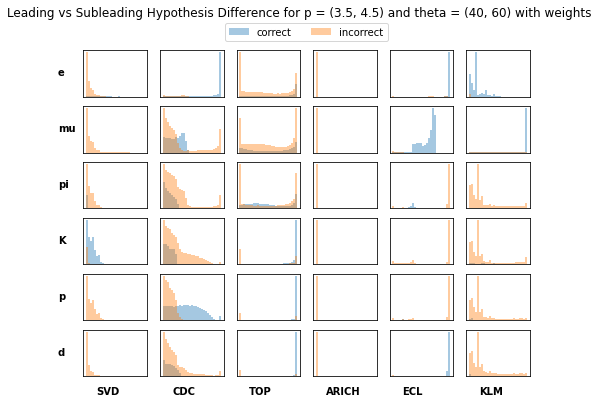 Leading vs Subleading Hypothesis Difference for p = (3.5, 4.5) and theta = (40, 60) with weights
correct incorrect
e
mu
pi
K
p
d
SVD CDC TOP ARICH ECL KLM